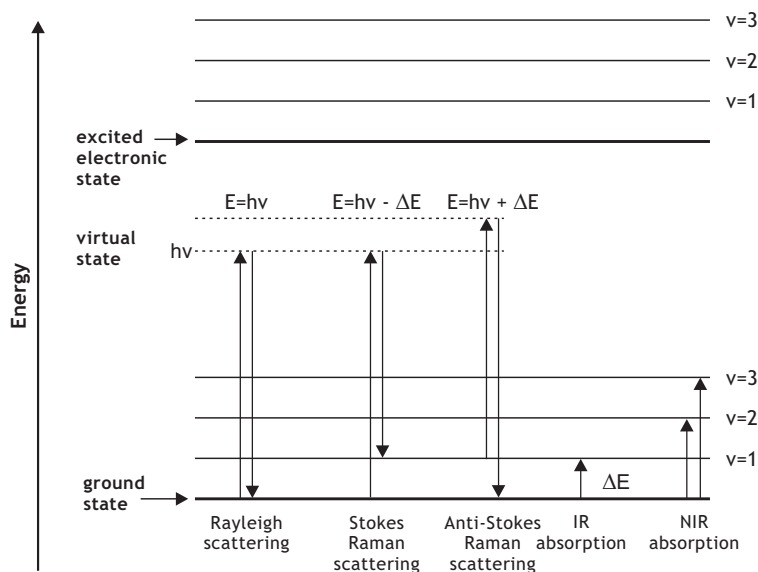 v=3
v=2
v=1
excited
electronic
state
E=hν
E=hν - ΔE
E=hν + ΔE
virtual
state
hν
Energy
v=3
v=2
v=1
ground
state
ΔE
Rayleigh
scattering
Stokes
Raman
scattering
Anti-Stokes
Raman
scattering
IR
absorption
NIR
absorption